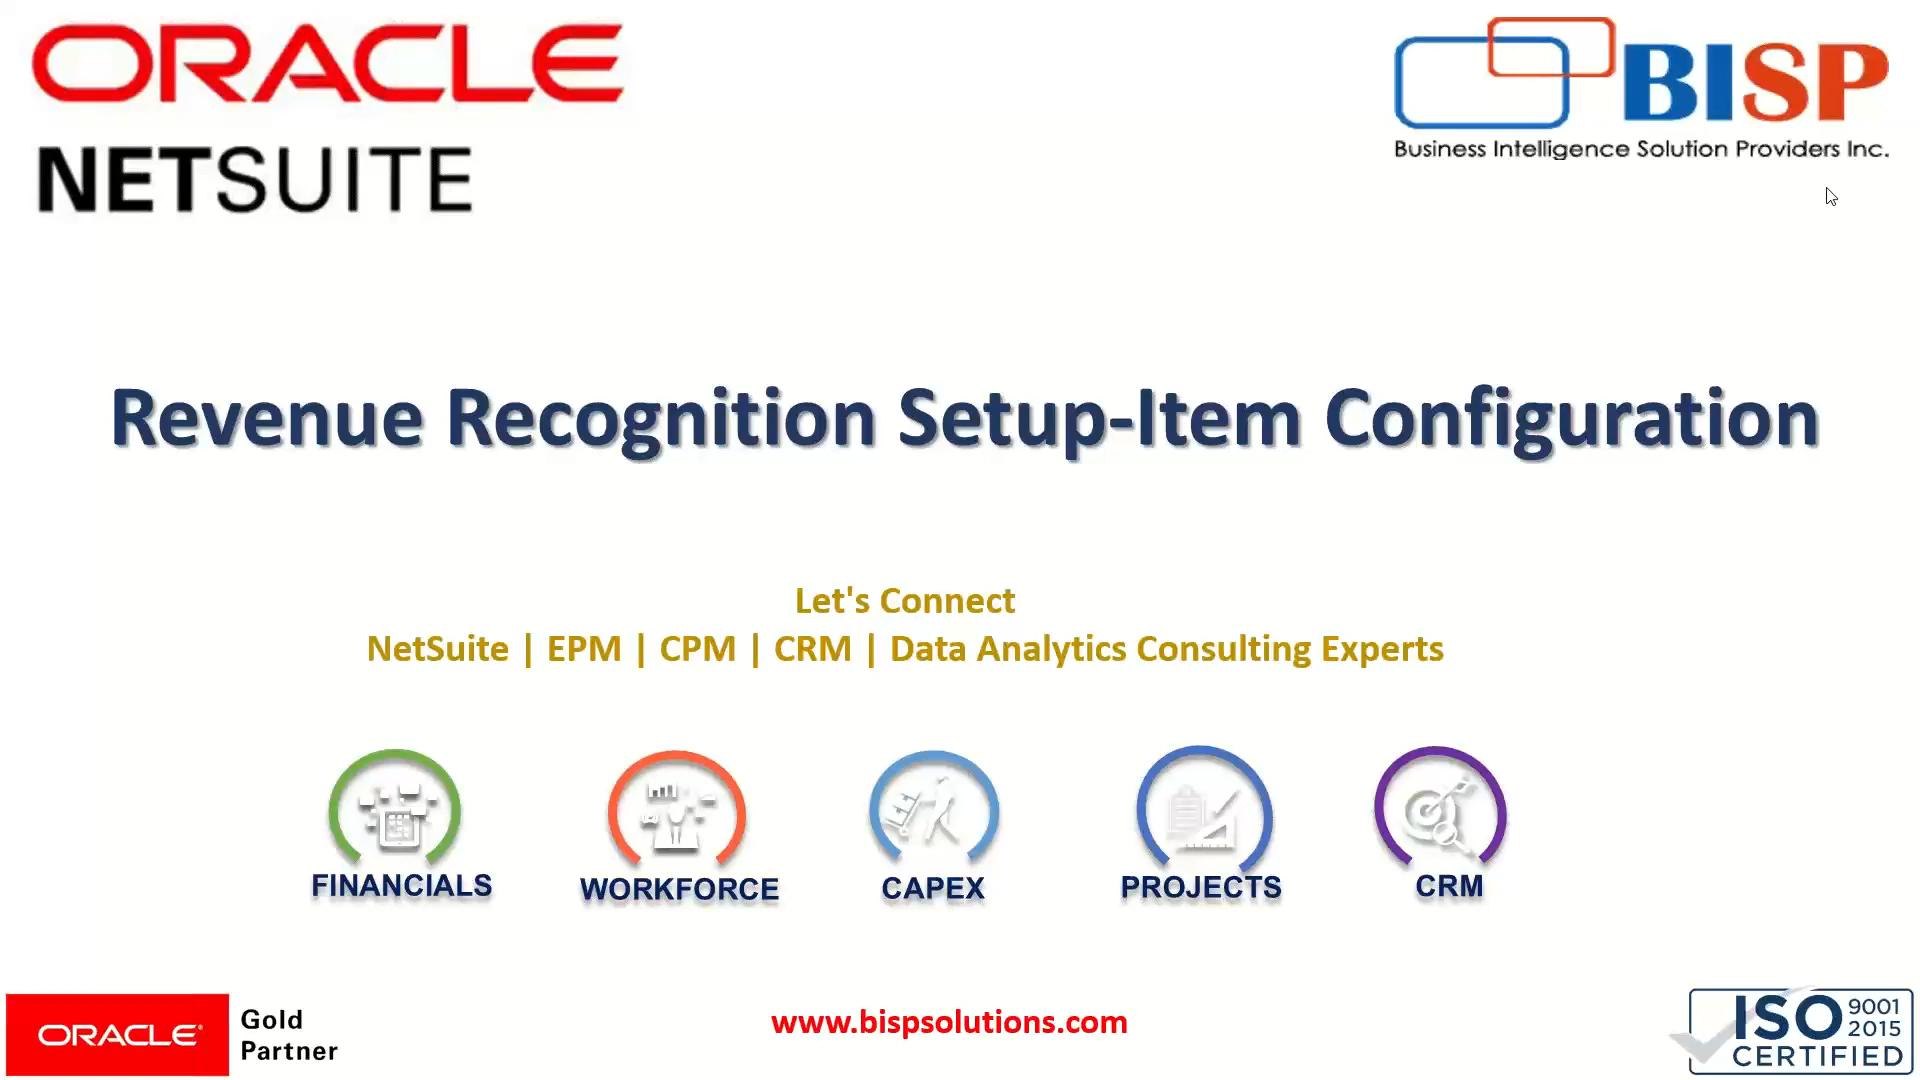 ORACLE
NETSUITE
BISP
Business Intelligence Solution Providers Inc.
Revenue Recognition Setup-Item Configuration
Let's Connect
NetSuite | EPM | CPM | CRM | Data Analytics Consulting Experts
FINANCIALS
WORKFORCE
CAPEX
PROJECTS
CRM
ORACLE®
Gold
Partner
www.bispsolutions.com
ISO 9001
2015
CERTIFIED